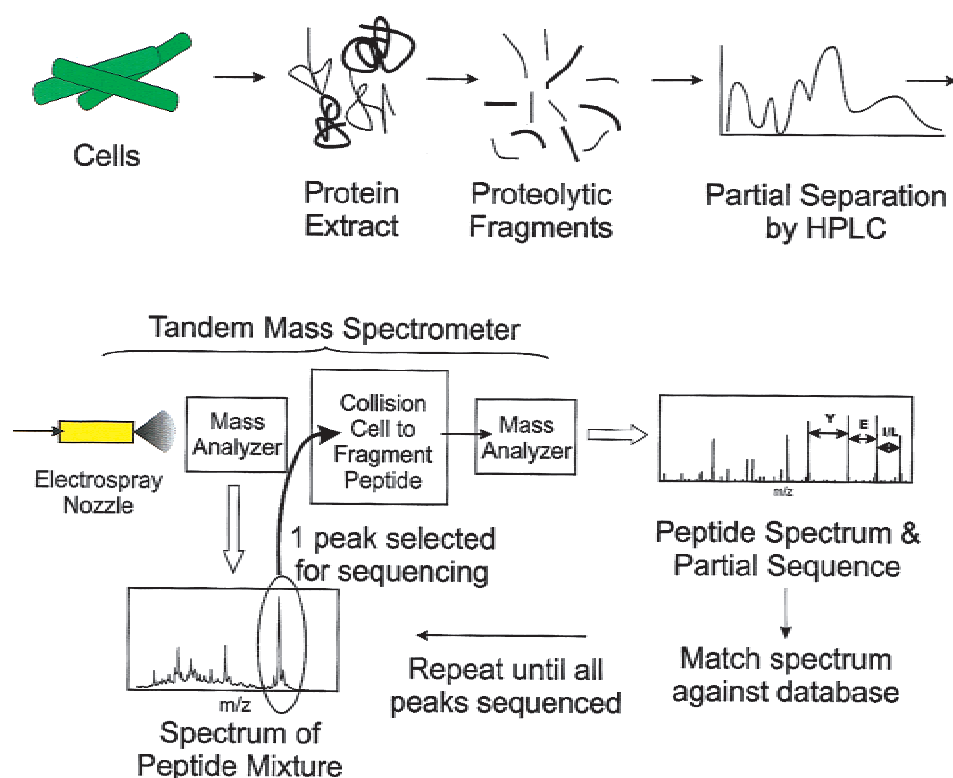 Cells
Protein
Extract
Proteolytic
Fragments
Partial Separation
by HPLC
Tandem Mass Spectrometer
Electrospray
Nozzle
Mass
Analyzer
Collision
Cell to
Fragment
Peptide
Mass
Analyzer
Y
E
I/L
m/z
Peptide Spectrum &
Partial Sequence
1 peak selected
for sequencing
m/z
Spectrum of
Peptide Mixture
Repeat until all
peaks sequenced
Match spectrum
against database